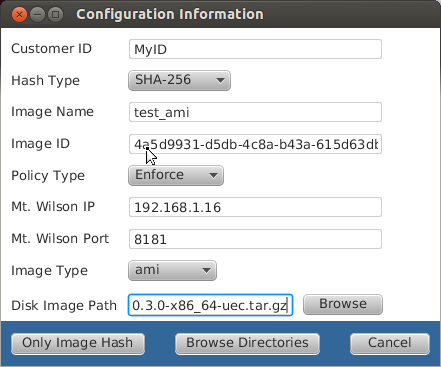 Configuration Information
Customer ID MyID
Hash Type SHA-256
Image Name test_ami
Image ID 4a5d9931-d5db-4c8a-b43a-615d63db
Policy Type Enforce
Mt. Wilson IP 192.168.1.16
Mt. Wilson Port 8181
Image Type ami
Disk Image Path 0.3.0-x86_64-uec.tar.gz Browse
Only Image Hash Browse Directories Cancel